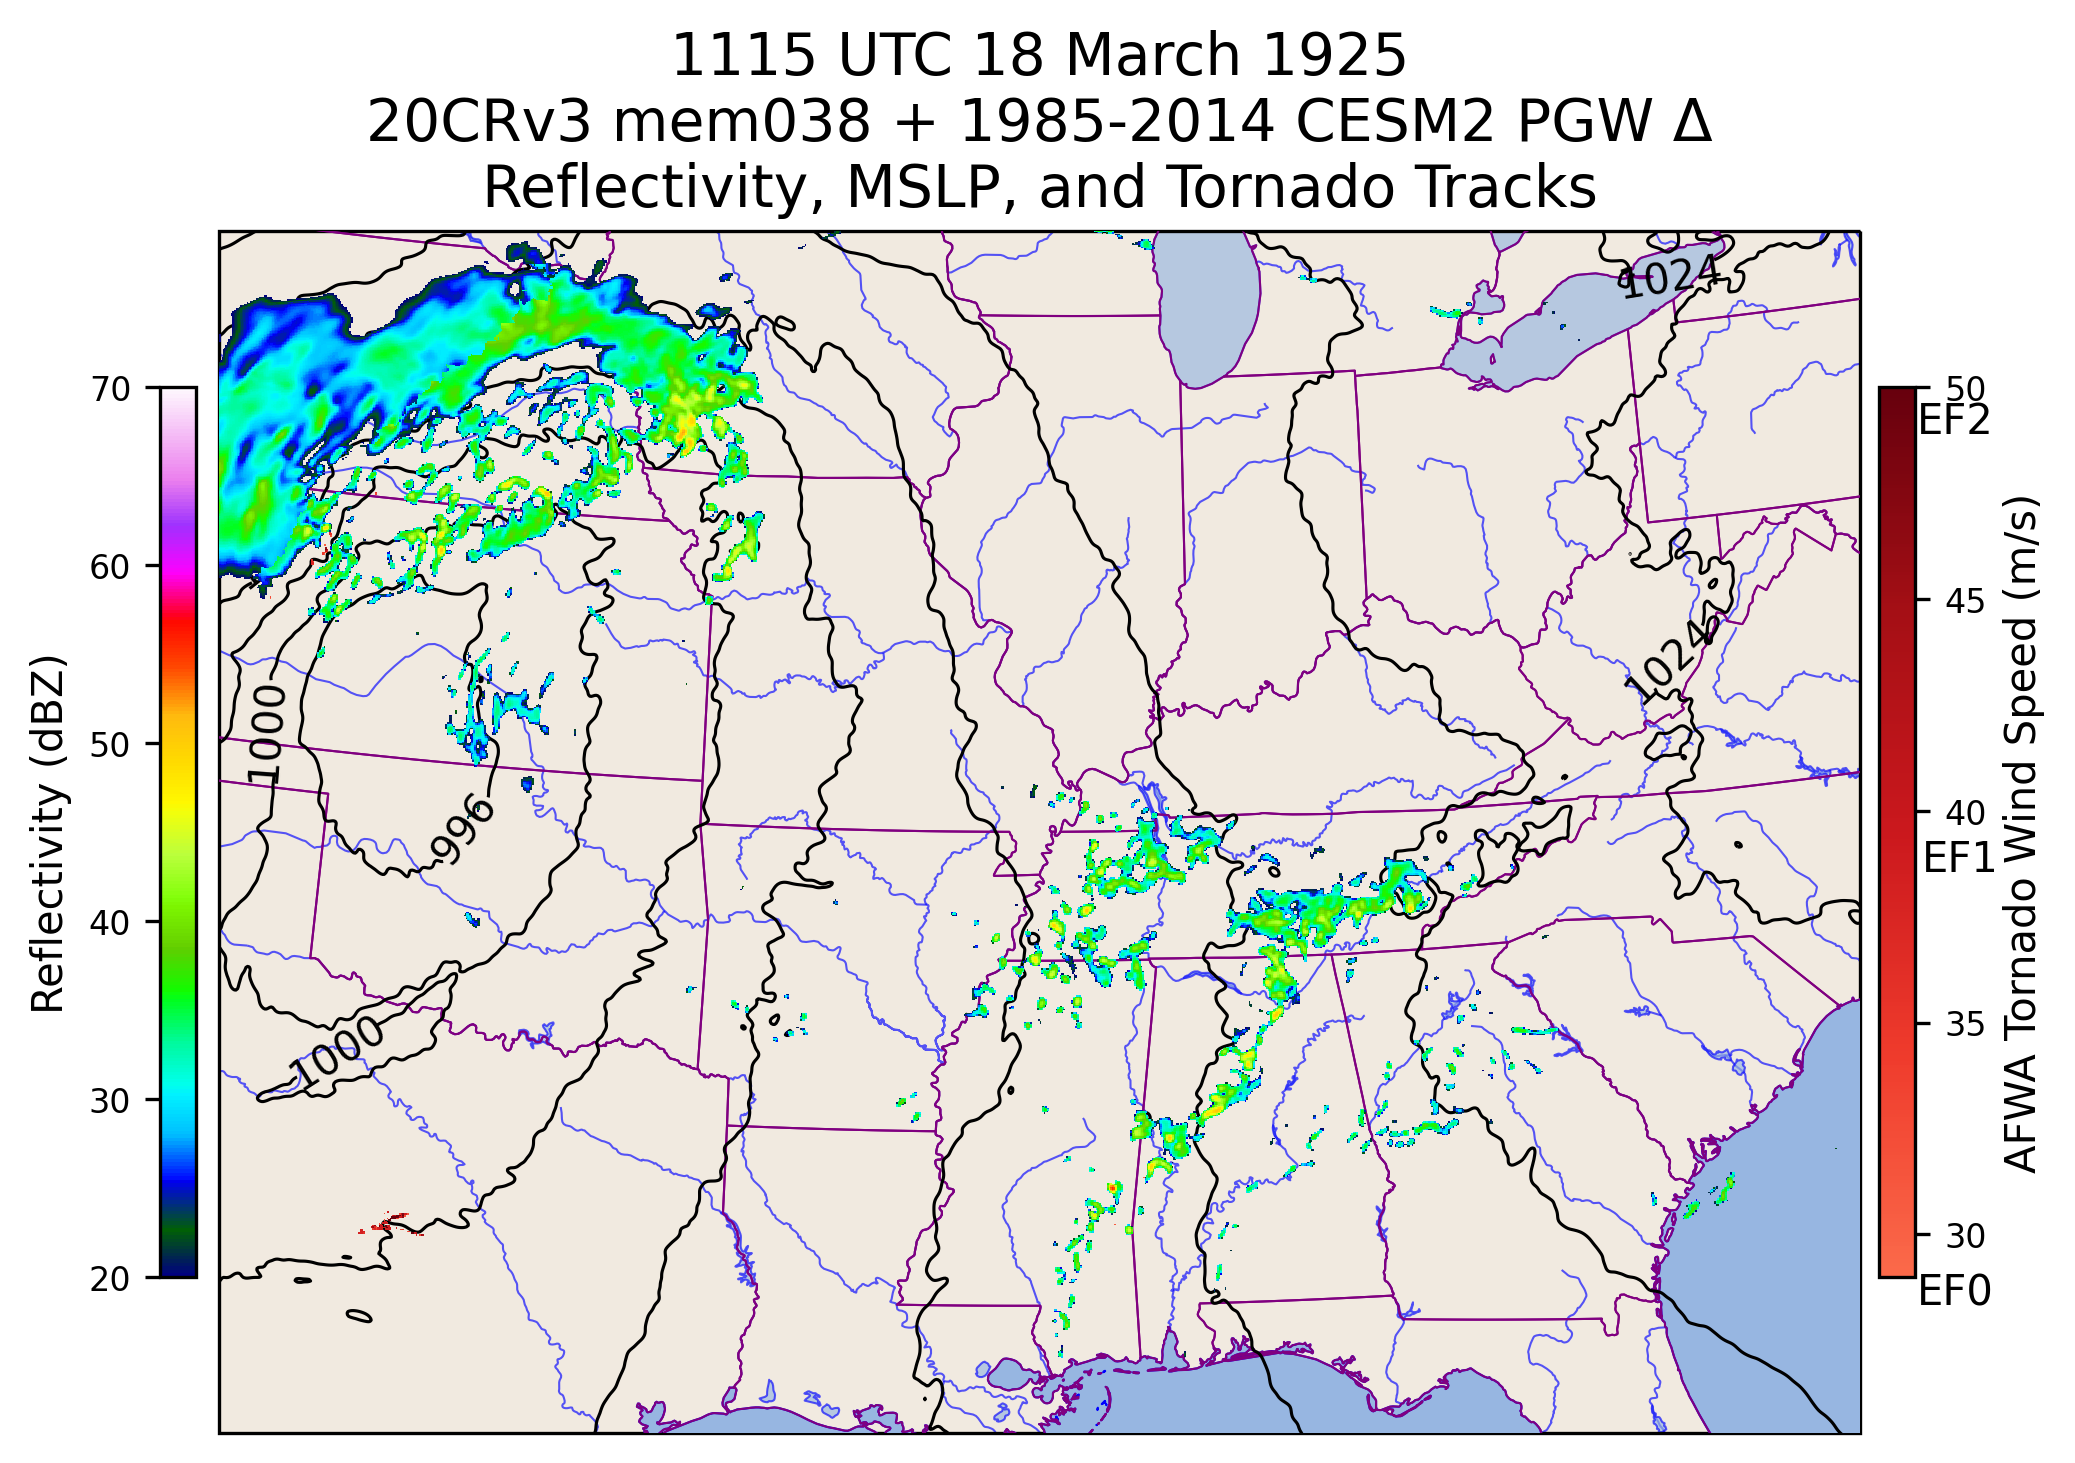 1115 UTC 18 March 1925
20CRv3 mem038 + 1985-2014 CESM2 PGW Δ
Reflectivity, MSLP, and Tornado Tracks
Reflectivity (dBZ)
70
60
50
40
30
20
1024
1024
1000
996
1000
50
EF2
45
40
EF1
35
30
EF0
AFWA Tornado Wind Speed (m/s)